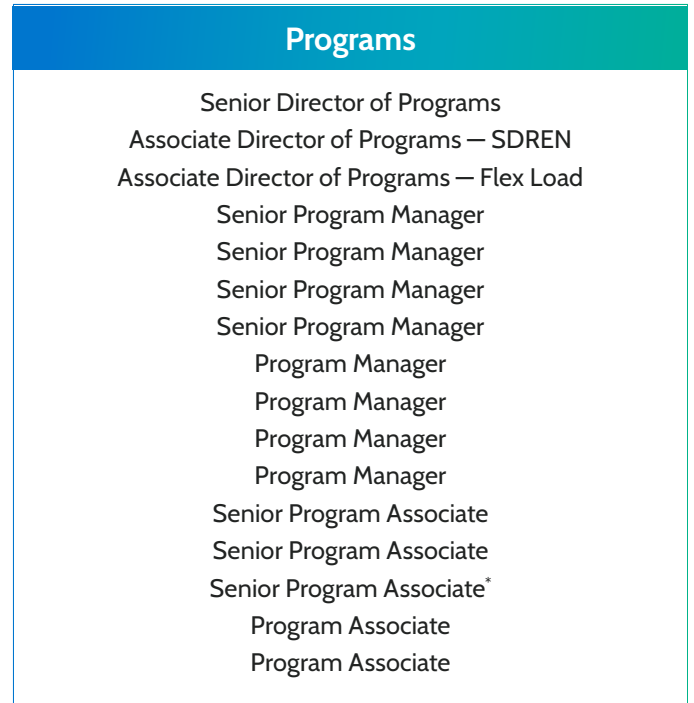 Programs
Senior Director of Programs
Associate Director of Programs — SDREN
Associate Director of Programs — Flex Load
Senior Program Manager
Senior Program Manager
Senior Program Manager
Senior Program Manager
Program Manager
Program Manager
Program Manager
Program Manager
Senior Program Associate
Senior Program Associate
Senior Program Associate*
Program Associate
Program Associate